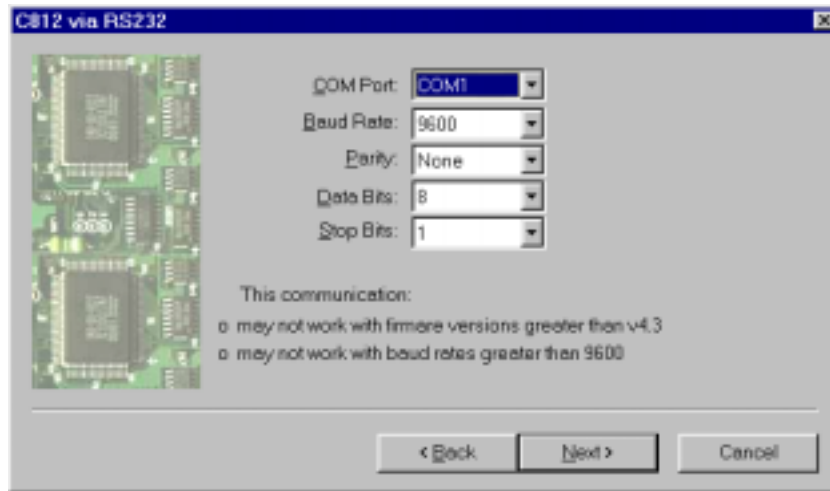 C812 via RS232
COM Port: COM1
Baud Rate: 9600
Parity: None
Data Bits: 8
Stop Bits: 1
This communication:
o may not work with firmare versions greater than v4.3
o may not work with baud rates greater than 9600
< Back
Next >
Cancel